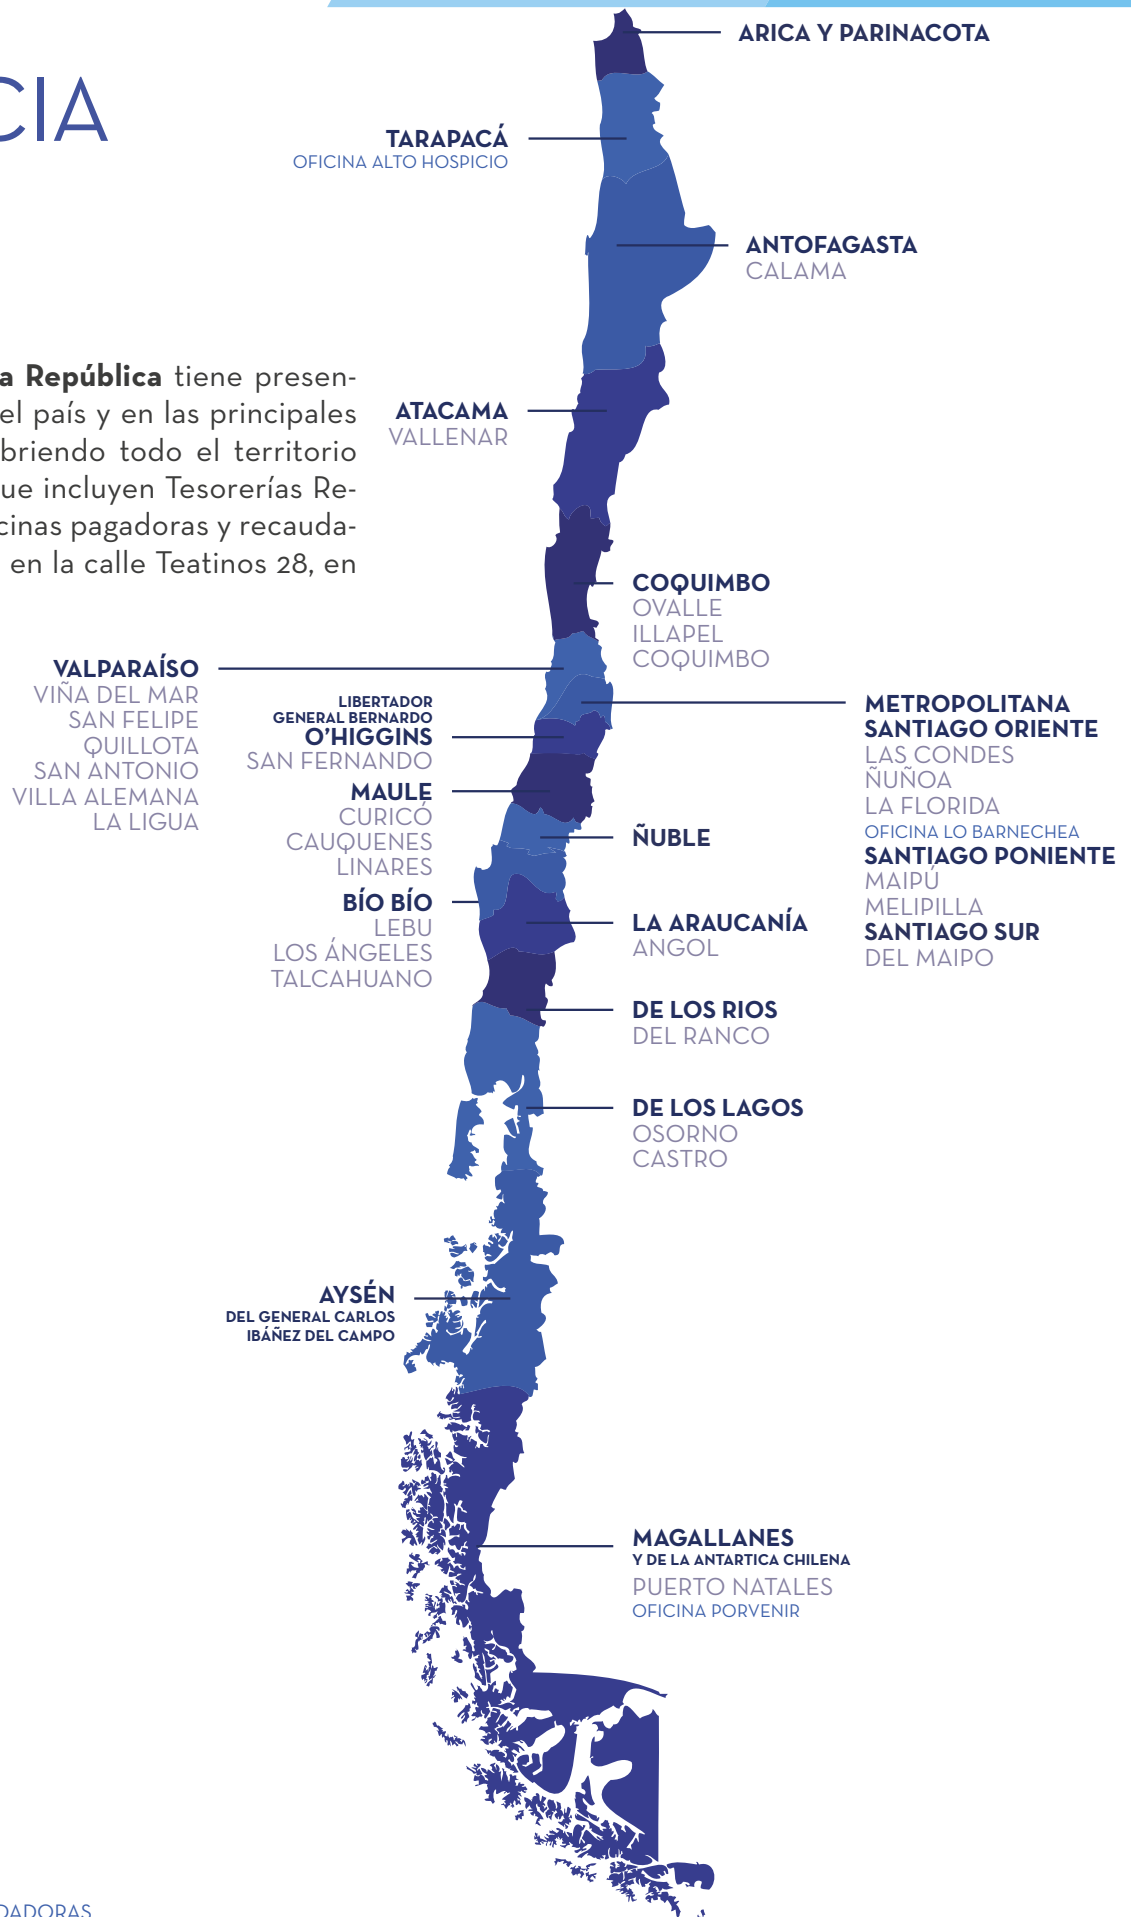 CIA
a República tiene presen-
el país y en las principales
briendo todo el territorio
ue incluyen Tesorerías Re-
cinas pagadoras y recauda-
en la calle Teatinos 28, en
ARICA Y PARINACOTA
TARAPACÁ
OFICINA ALTO HOSPICIO
ANTOFAGASTA
CALAMA
ATACAMA
VALLENAR
COQUIMBO
OVALLE
ILLAPEL
COQUIMBO
VALPARAÍSO
VIÑA DEL MAR
SAN FELIPE
QUILLOTA
SAN ANTONIO
VILLA ALEMANA
LA LIGUA
LIBERTADOR
GENERAL BERNARDO
O'HIGGINS
SAN FERNANDO
METROPOLITANA
SANTIAGO ORIENTE
LAS CONDES
ÑUÑOA
LA FLORIDA
OFICINA LO BARNECHEA
SANTIAGO PONIENTE
MAIPÚ
MELIPILLA
SANTIAGO SUR
DEL MAIPO
MAULE
CURICÓ
CAUQUENES
LINARES
ÑUBLE
BÍO BÍO
LEBU
LOS ÁNGELES
TALCAHUANO
LA ARAUCANÍA
ANGOL
DE LOS RIOS
DEL RANCO
DE LOS LAGOS
OSORNO
CASTRO
AYSÉN
DEL GENERAL CARLOS
IBÁÑEZ DEL CAMPO
MAGALLANES
Y DE LA ANTARTICA CHILENA
PUERTO NATALES
OFICINA PORVENIR
DADORAS